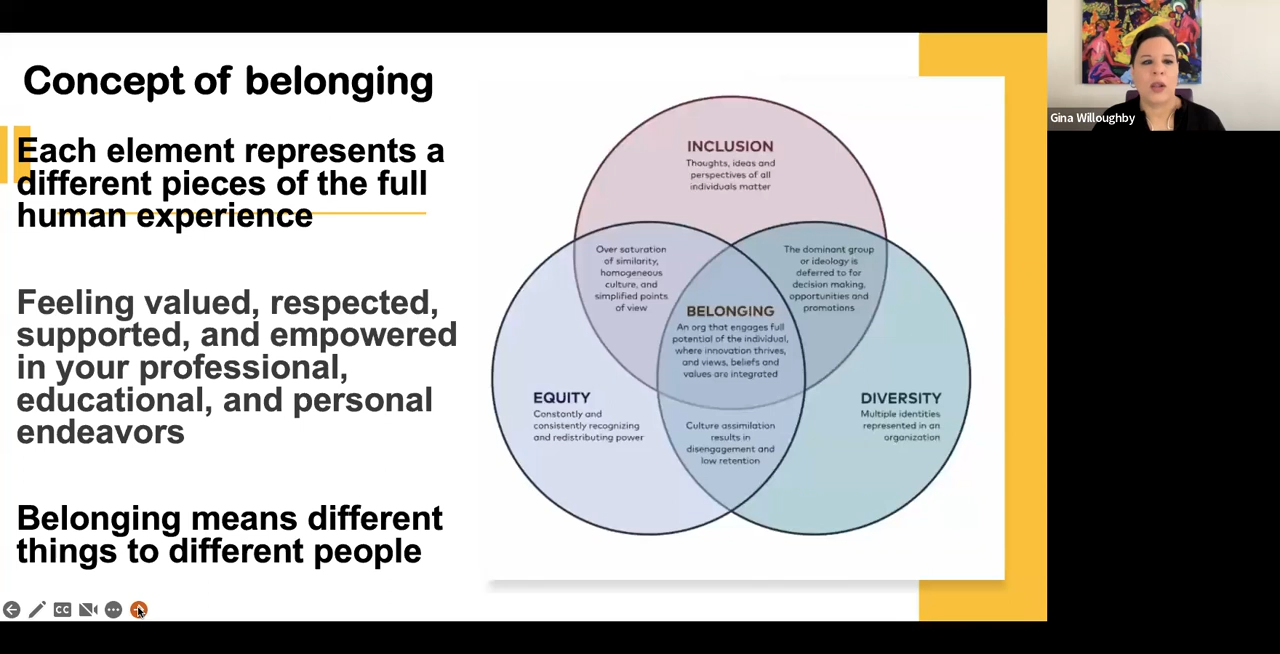 Concept of belonging
Each element represents a
different pieces of the full
human experience
Feeling valued, respected,
supported, and empowered
in your professional,
educational, and personal
endeavors
Belonging means different
things to different people
INCLUSION
Thoughts, ideas and
perspectives of all
individuals matter
Over saturation
of similarity,
homogeneous
culture, and
simplified points
of view
The dominant group
or ideology is
deferred to for
decision making,
opportunities and
promotions
BELONGING
An org that engages full
potential of the individual,
where innovation thrives,
and views, beliefs and
values are integrated
EQUITY
Constantly and
consistently recognizing
and redistributing power
DIVERSITY
Multiple identities
represented in an
organization
Culture assimilation
results in
disengagement and
low retention
CC
Gina Willoughby